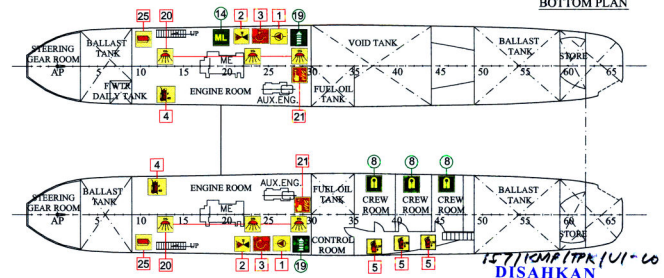 BOTTOM PLAN
25 20 14 2 3 1 19
ML
UP
STEERING GEAR ROOM
AP
BALLAST TANK
F.WTR DAILY TANK
ME
ENGINE ROOM
AUX.ENG.
FUEL OIL TANK
VOID TANK
BALLAST TANK
STORE
10 15 20 25 30 35 40 45 50 55 60 65
4 21
4 21 8 8 8
STEERING GEAR ROOM
AP
BALLAST TANK
ENGINE ROOM
ME
AUX.ENG.
FUEL OIL TANK
CREW ROOM
CREW ROOM
CREW ROOM
BALLAST TANK
STORE
CONTROL ROOM
5 10 15 20 25 30 35 40 45 50 55 60 65
UP
25 20 2 3 1 19 5 5 5
DISAHKAN